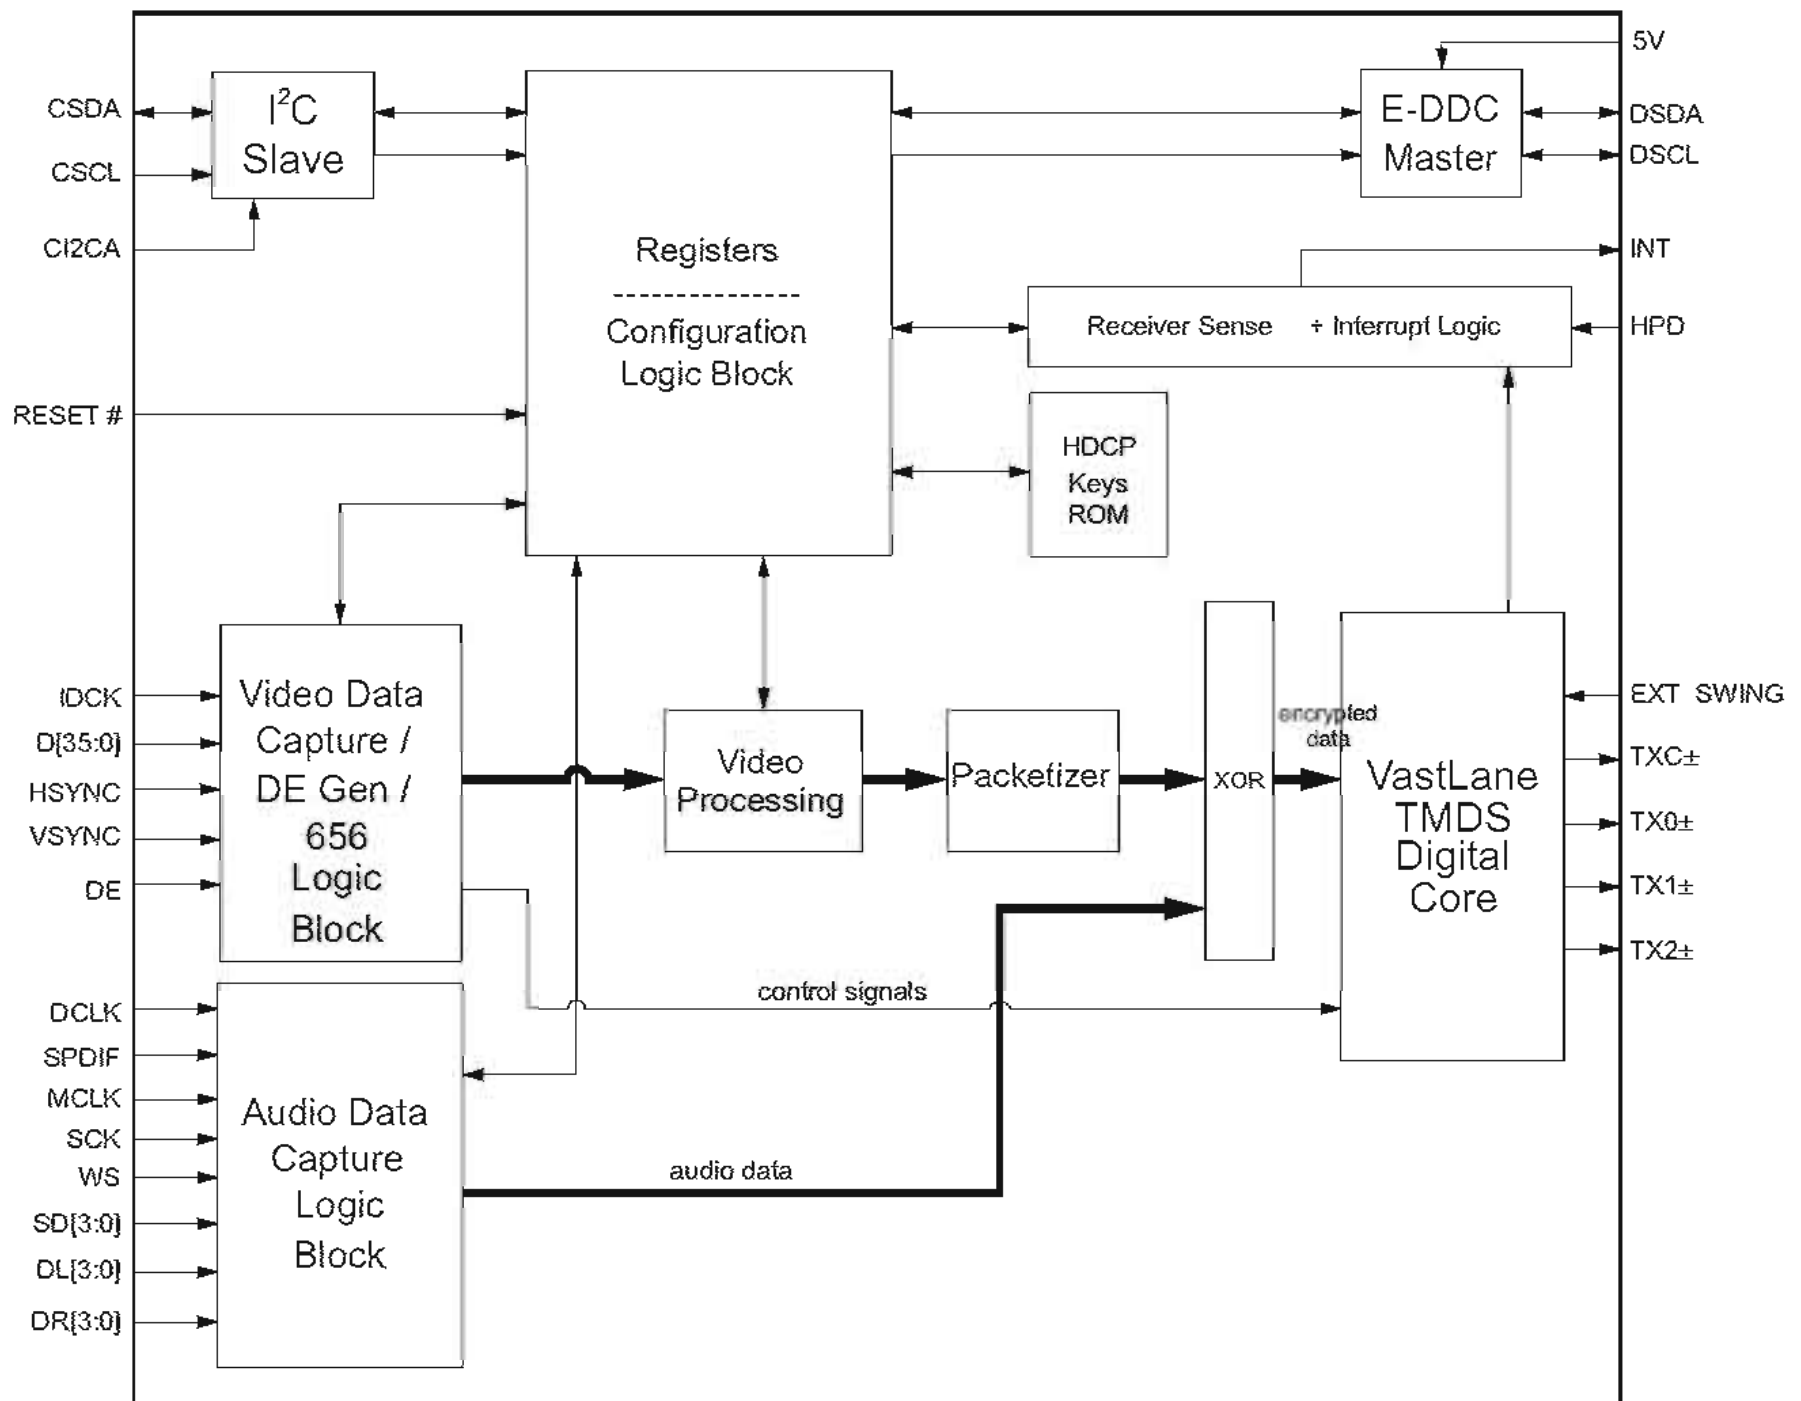 5V
CSDA
I²C
Slave
CSCL
CI2CA
E-DDC
Master
DSDA
DSCL
Registers
Configuration
Logic Block
INT
Receiver Sense + Interrupt Logic
HPD
RESET #
HDCP
Keys
ROM
IDCK
D[35:0]
HSYNC
VSYNC
DE
Video Data
Capture /
DE Gen /
656
Logic
Block
Video
Processing
Packetizer
XOR
encrypted
data
VastLane
TMDS
Digital
Core
EXT SWING
TXC±
TX0±
TX1±
TX2±
control signals
DCLK
SPDIF
MCLK
SCK
WS
SD[3:0]
DL[3:0]
DR[3:0]
Audio Data
Capture
Logic
Block
audio data